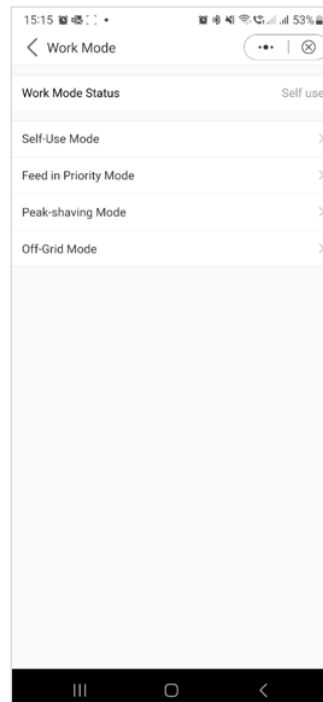 15:15
53%
Work Mode
Work Mode Status
Self use
Self-Use Mode
Feed in Priority Mode
Peak-shaving Mode
Off-Grid Mode